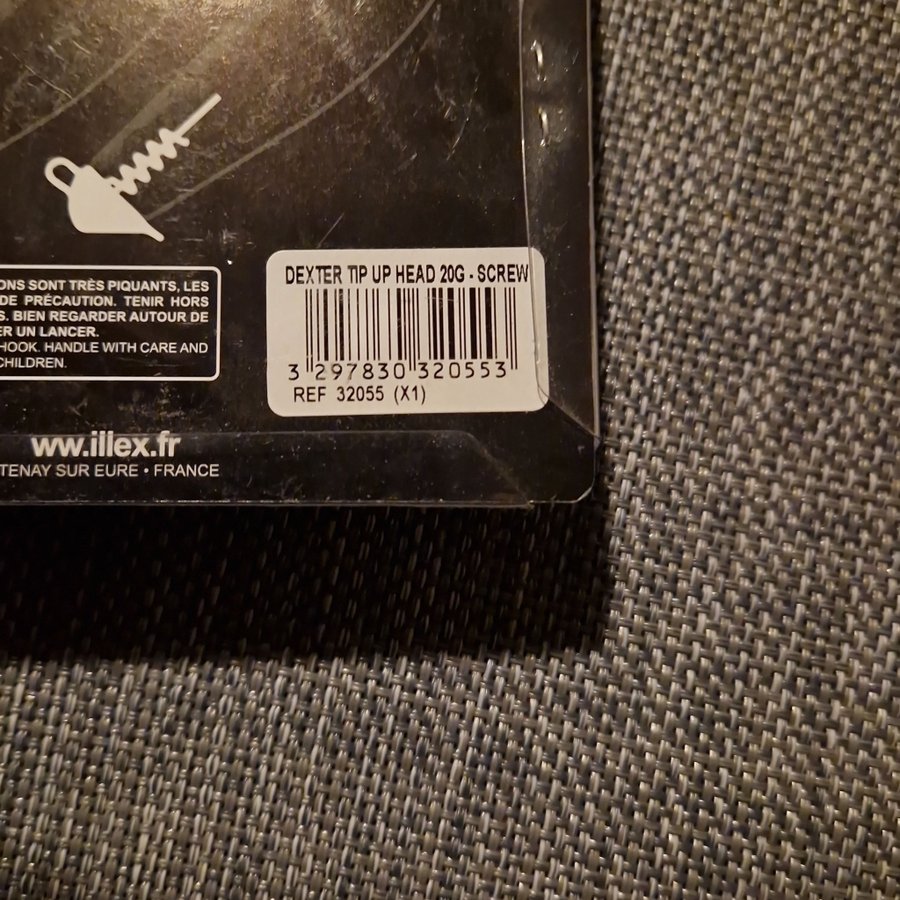 ONS SONT TRÈS PIQUANTS, LES
DE PRÉCAUTION. TENIR HORS
S. BIEN REGARDER AUTOUR DE
ER UN LANCER.
HOOK. HANDLE WITH CARE AND
CHILDREN.
ww.illex.fr
TENAY SUR EURE • FRANCE
DEXTER TIP UP HEAD 20G - SCREW
3 297830 320553
REF 32055 (X1)